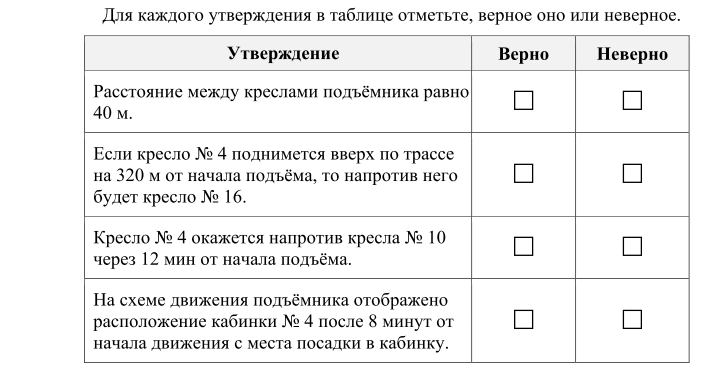 Для каждого утверждения в таблице отметьте, верное оно или неверное.
Утверждение Верно Неверно
Расстояние между креслами подъёмника равно
40 м.
Если кресло № 4 поднимется вверх по трассе
на 320 м от начала подъёма, то напротив него
будет кресло № 16.
Кресло № 4 окажется напротив кресла № 10
через 12 мин от начала подъёма.
На схеме движения подъёмника отображено
расположение кабинки № 4 после 8 минут от
начала движения с места посадки в кабинку.